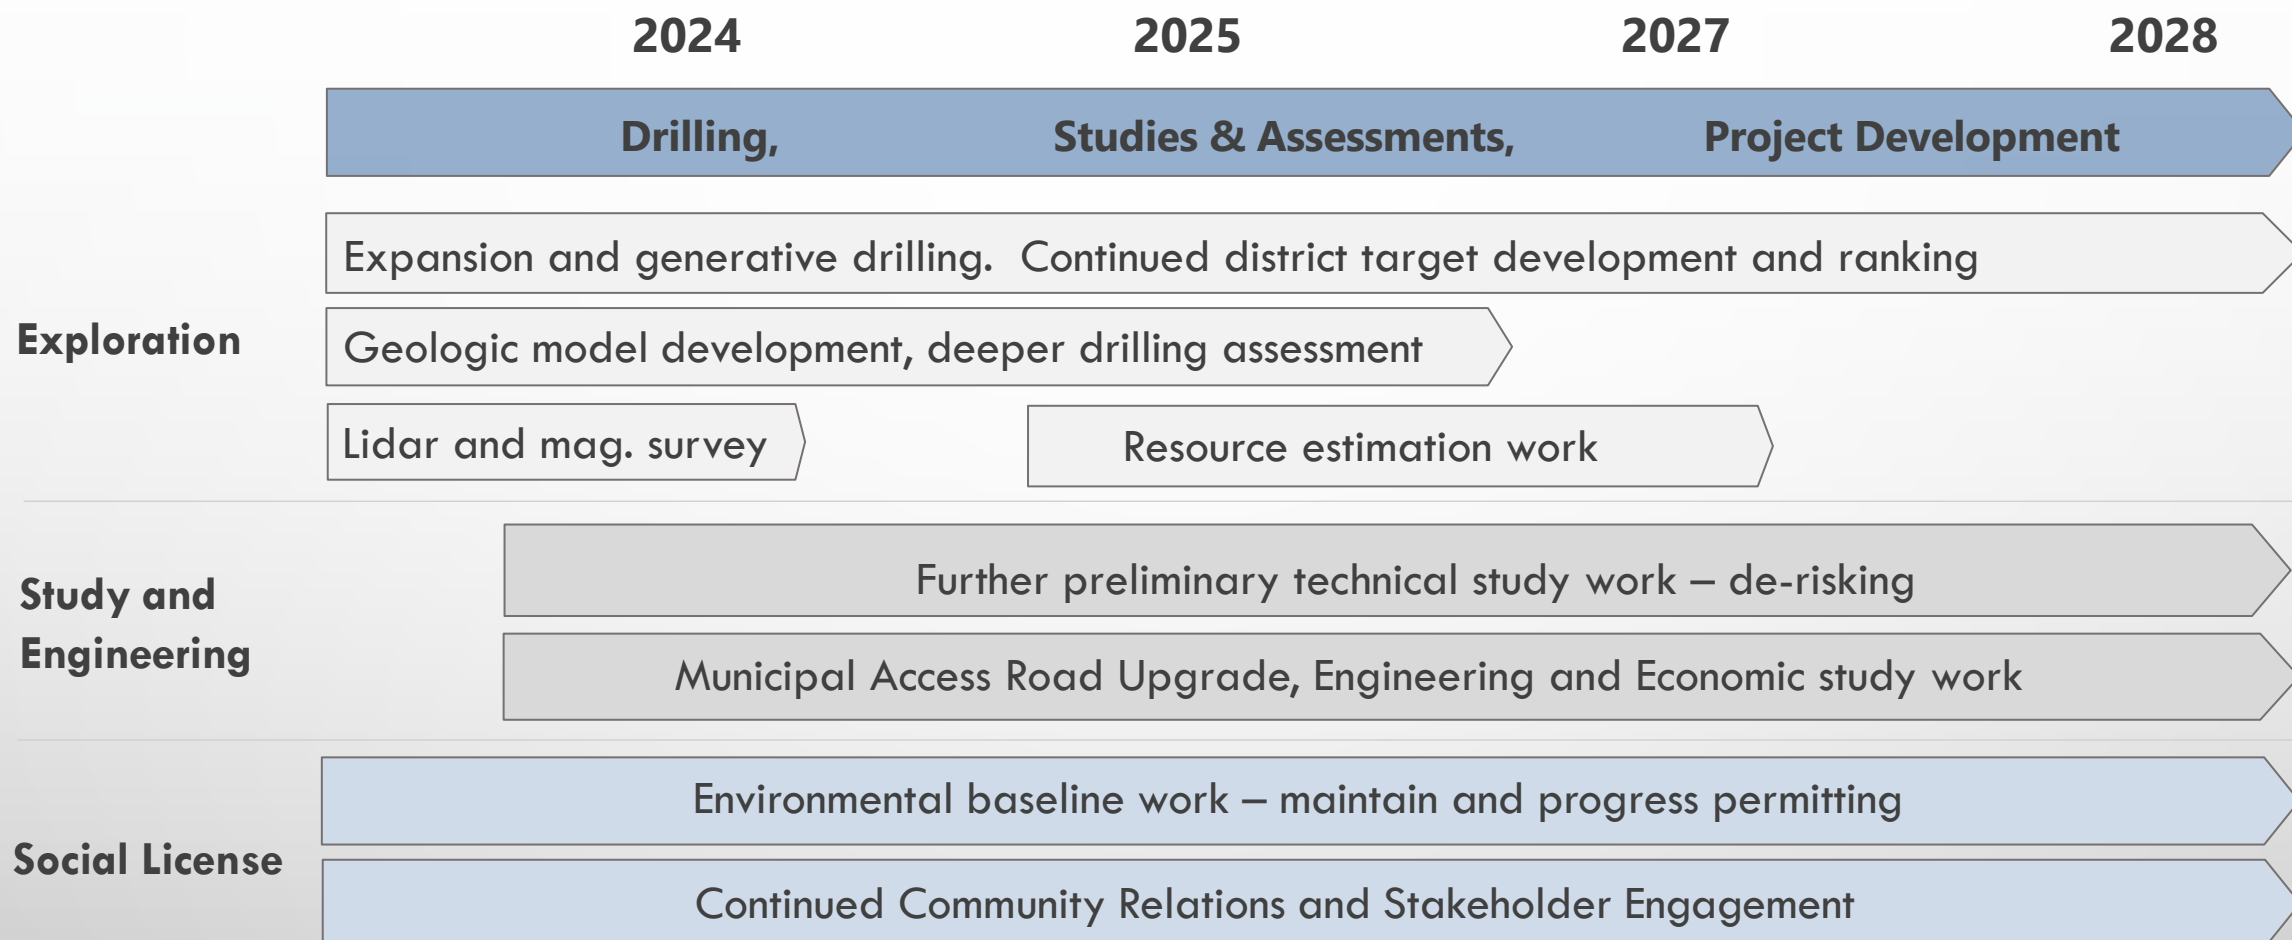 2024 2025 2027 2028
Drilling, Studies & Assessments, Project Development
Expansion and generative drilling. Continued district target development and ranking
Exploration
Geologic model development, deeper drilling assessment
Lidar and mag. survey
Resource estimation work
Study and
Engineering
Further preliminary technical study work – de-risking
Municipal Access Road Upgrade, Engineering and Economic study work
Social License
Environmental baseline work – maintain and progress permitting
Continued Community Relations and Stakeholder Engagement